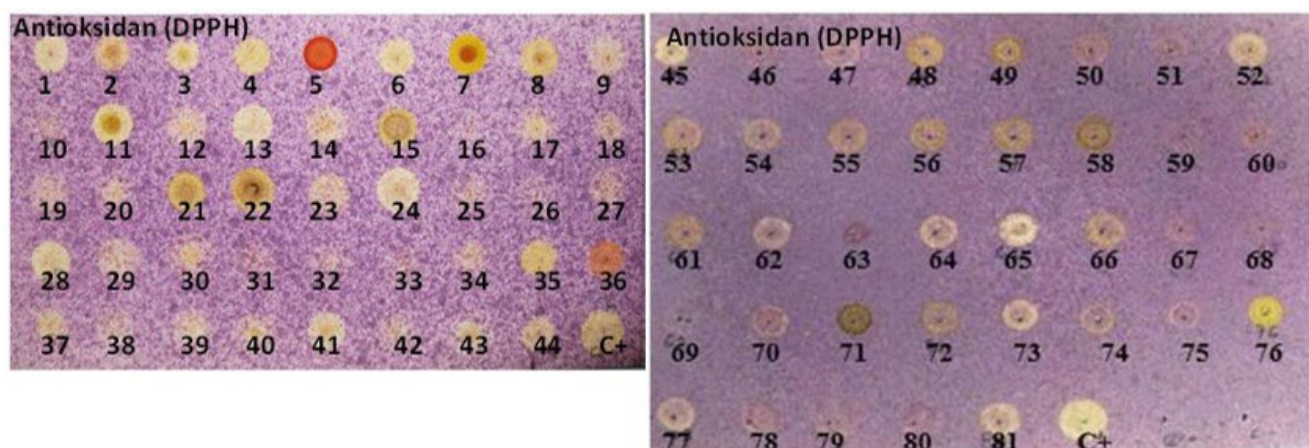 Antioksidan (DPPH)
1 2 3 4 5 6 7 8 9
10 11 12 13 14 15 16 17 18
19 20 21 22 23 24 25 26 27
28 29 30 31 32 33 34 35 36
37 38 39 40 41 42 43 44 C+
Antioksidan (DPPH)
45 46 47 48 49 50 51 52
53 54 55 56 57 58 59 60
61 62 63 64 65 66 67 68
69 70 71 72 73 74 75 76
77 78 79 80 81 C+